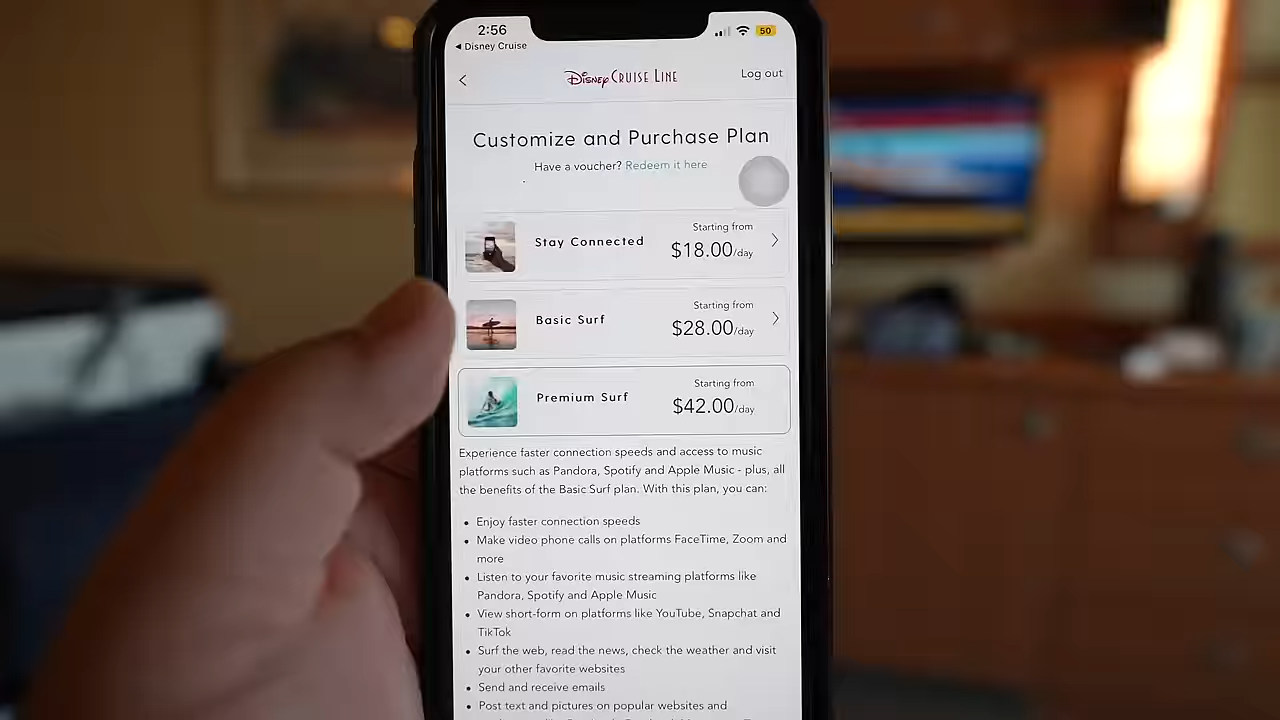 2:56
50
◂ Disney Cruise
Disney Cruise Line
Log out
Customize and Purchase Plan
Have a voucher? Redeem it here
Starting from
Stay Connected
$18.00/day
Starting from
Basic Surf
$28.00/day
Starting from
Premium Surf
$42.00/day
Experience faster connection speeds and access to music
platforms such as Pandora, Spotify and Apple Music - plus, all
the benefits of the Basic Surf plan. With this plan, you can:
• Enjoy faster connection speeds
• Make video phone calls on platforms FaceTime, Zoom and
more
• Listen to your favorite music streaming platforms like
Pandora, Spotify and Apple Music
• View short-form on platforms like YouTube, Snapchat and
TikTok
• Surf the web, read the news, check the weather and visit
your other favorite websites
• Send and receive emails
• Post text and pictures on popular websites and